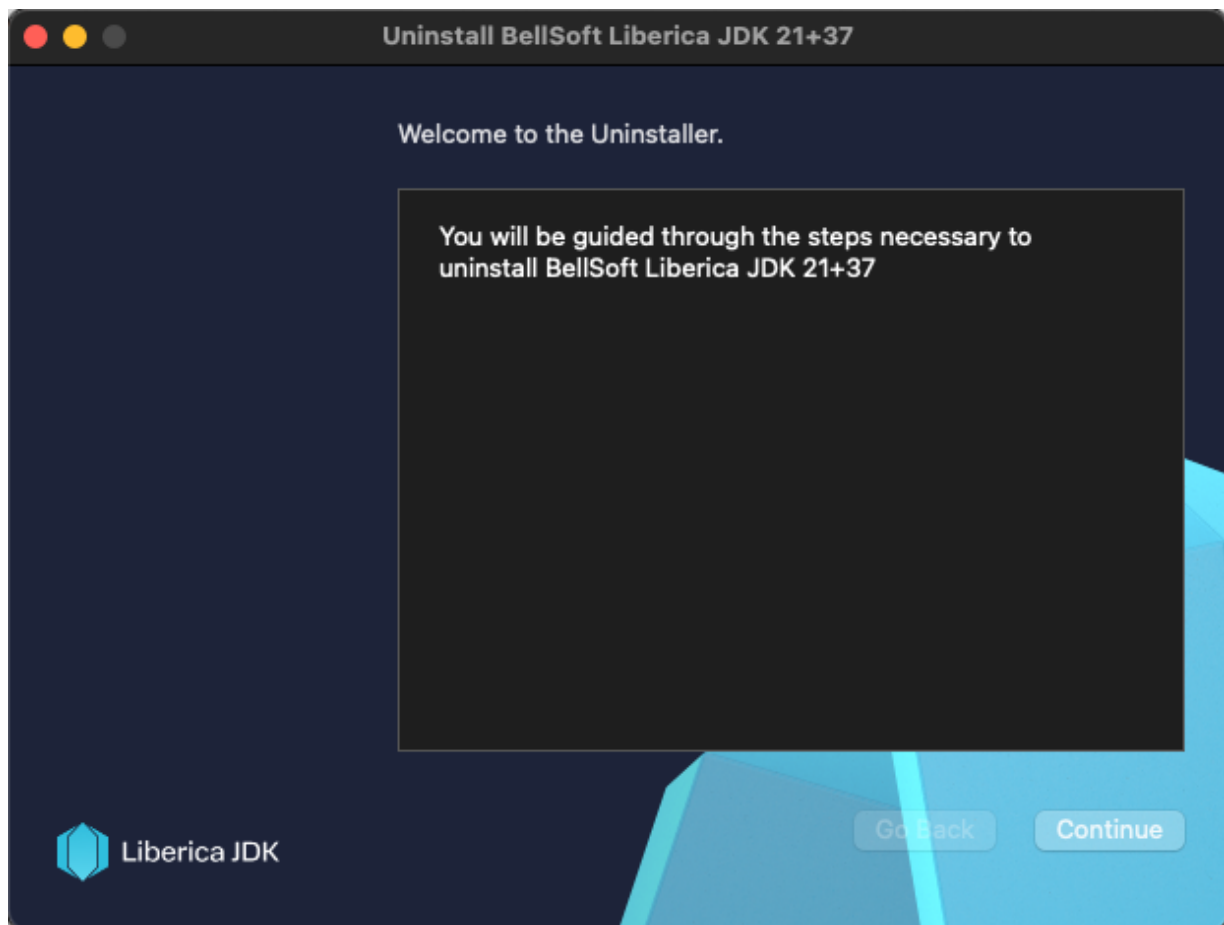 Uninstall BellSoft Liberica JDK 21+37
Welcome to the Uninstaller.
You will be guided through the steps necessary to
uninstall BellSoft Liberica JDK 21+37
Go Back
Continue
Liberica JDK